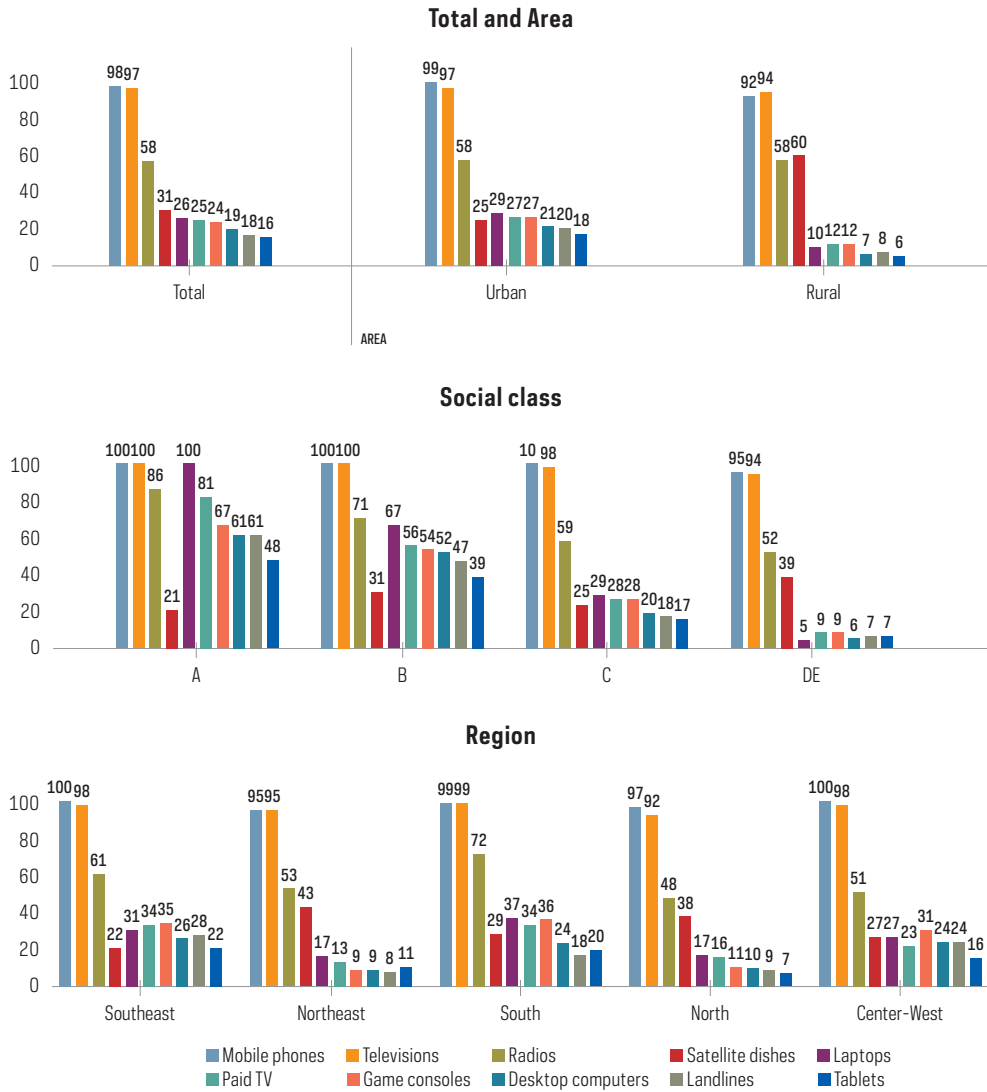 Total and Area
100
80
60
40
20
0
98 97 58 31 26 25 24 19 18 16
99 97 58 25 29 27 27 21 20 18
92 94 58 60 10 12 12 7 8 6
Total
Urban
Rural
AREA
Social class
100
80
60
40
20
0
100 100 86 21 100 81 67 61 61 48
100 100 71 31 67 56 54 52 47 39
10 98 59 25 29 28 28 20 18 17
95 94 52 39 5 9 9 6 7 7
A
B
C
DE
Region
100
80
60
40
20
0
100 98 61 22 31 34 35 26 28 22
95 95 53 43 17 13 9 9 8 11
99 99 72 29 37 34 36 24 18 20
97 92 48 38 17 16 11 10 9 7
100 98 51 27 27 23 31 24 24 16
Southeast
Northeast
South
North
Center-West
Mobile phones Televisions Radios Satellite dishes Laptops
Paid TV Game consoles Desktop computers Landlines Tablets